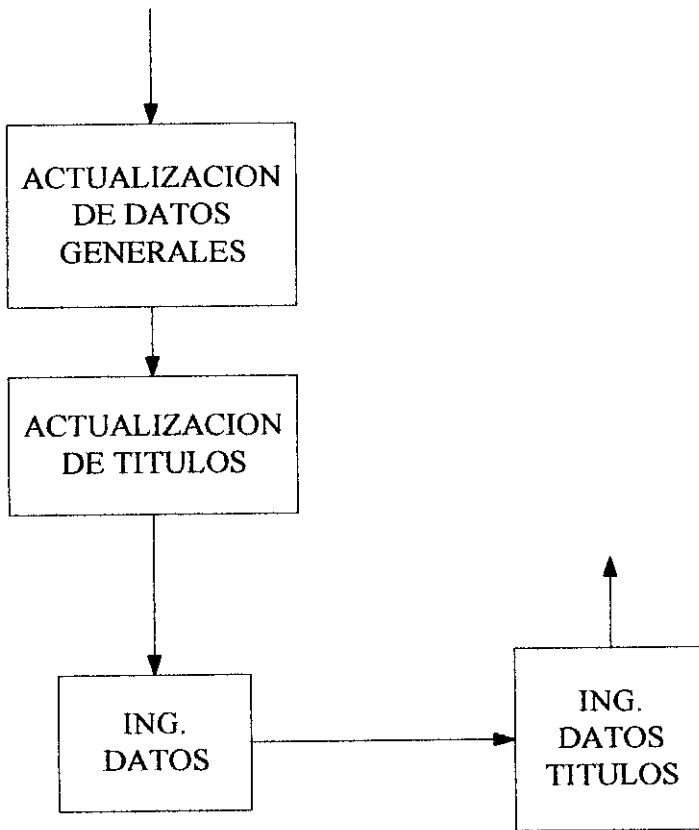 ACTUALIZACION
DE DATOS
GENERALES
ACTUALIZACION
DE TITULOS
ING.
DATOS
ING.
DATOS
TITULOS